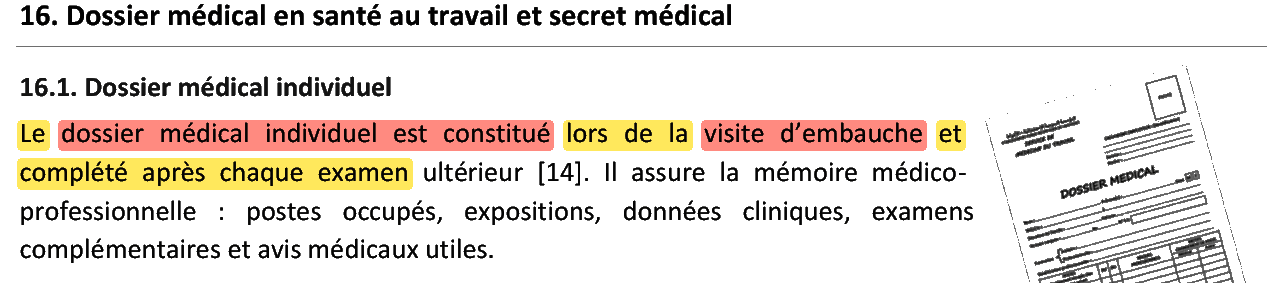 16. Dossier médical en santé au travail et secret médical
16.1. Dossier médical individuel
Le dossier médical individuel est constitué lors de la visite d’embauche et
complété après chaque examen ultérieur [14]. Il assure la mémoire médico-
professionnelle : postes occupés, expositions, données cliniques, examens
complémentaires et avis médicaux utiles.
DOSSIER MEDICAL